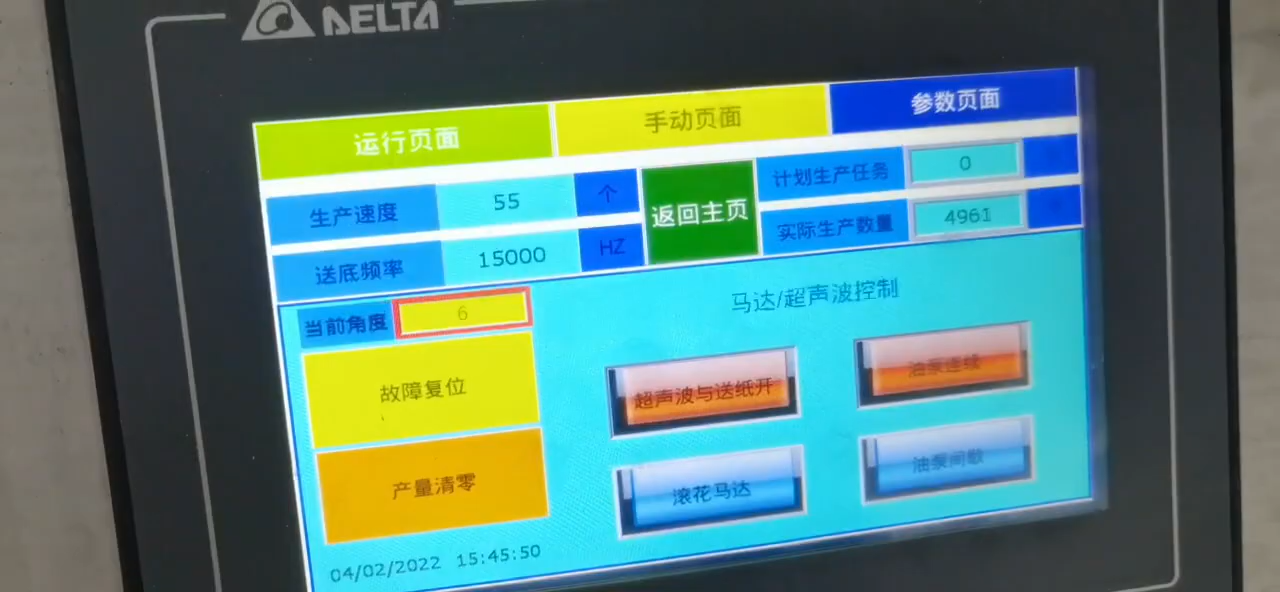 DELTA
运行页面 手动页面 参数页面
生产速度 55 个 返回主页 计划生产任务 0
送底频率 15000 HZ 实际生产数量 4961
当前角度 6
马达/超声波控制
故障复位 超声波与送纸开 油泵连续
产量清零 滚花马达 油泵间歇
04/02/2022 15:45:50